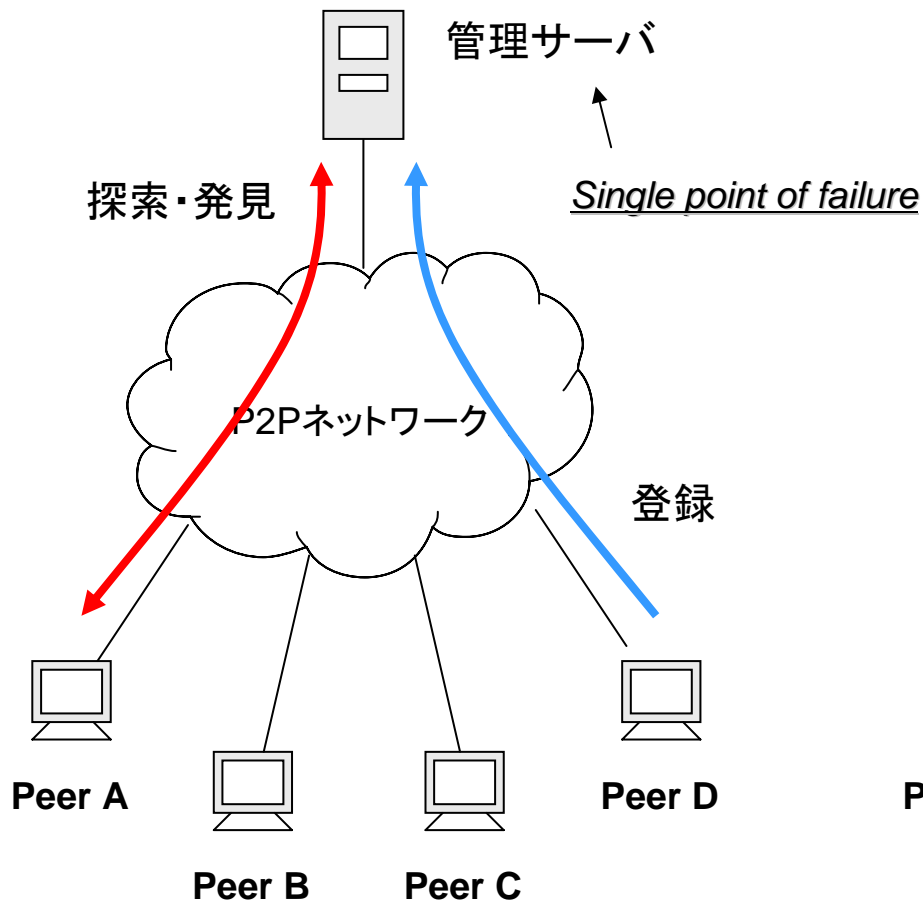 管理サーバ
探索・発見
Single point of failure
P2Pネットワーク
登録
Peer A
Peer D
P
Peer B
Peer C